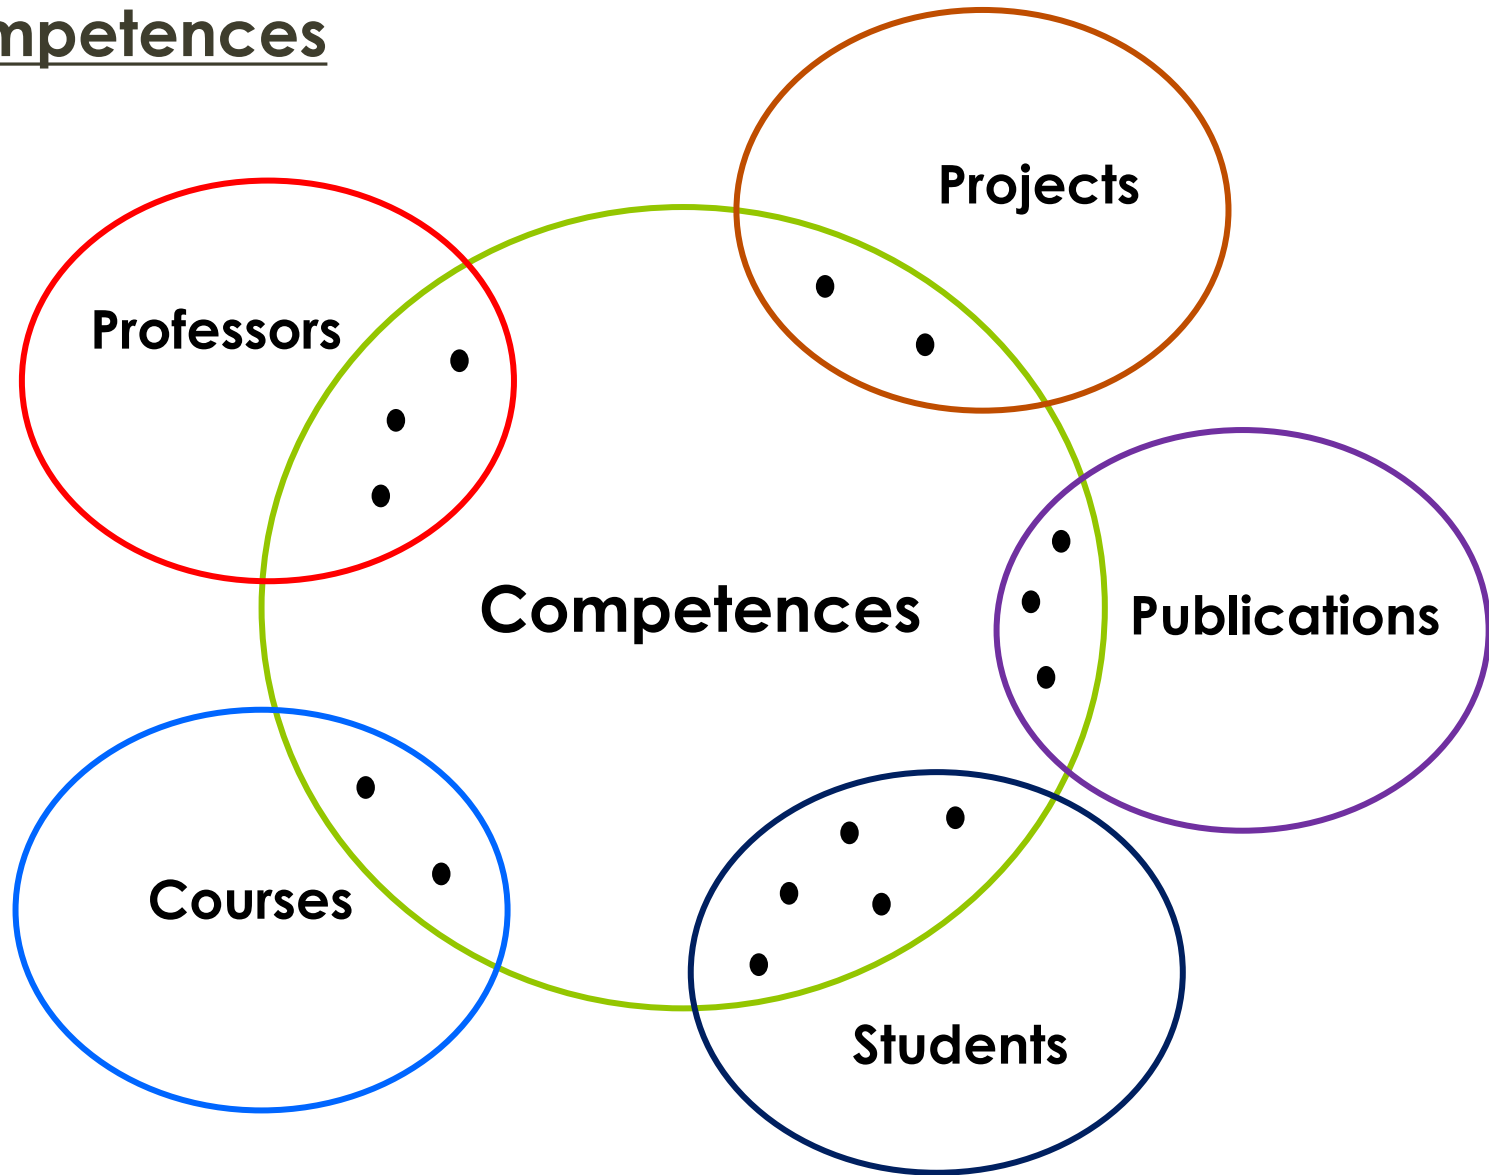 mpetences
Projects
Professors
Competences
Publications
Courses
Students